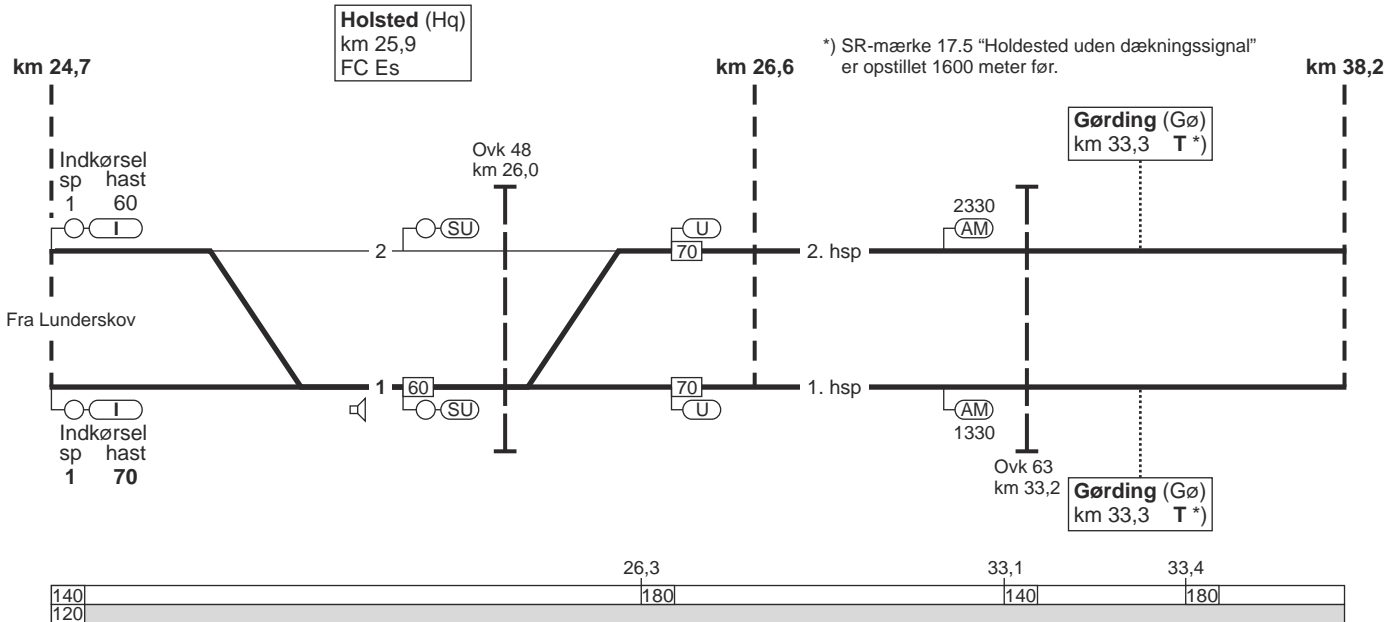 Holsted (Hq)
km 25,9
FC Es
*) SR-mærke 17.5 “Holdested uden dækningssignal”
er opstillet 1600 meter før.
km 24,7
km 26,6
km 38,2
Gørding (Gø)
km 33,3 T *)
Ovk 48
km 26,0
Indkørsel
sp hast
1 60
I
SU
U
2330
AM
2
70
2. hsp
Fra Lunderskov
1
60
70
1. hsp
I
SU
U
AM
1330
Indkørsel
sp hast
1 70
Ovk 63
km 33,2
Gørding (Gø)
km 33,3 T *)
26,3
33,1
33,4
140
180
140
180
120